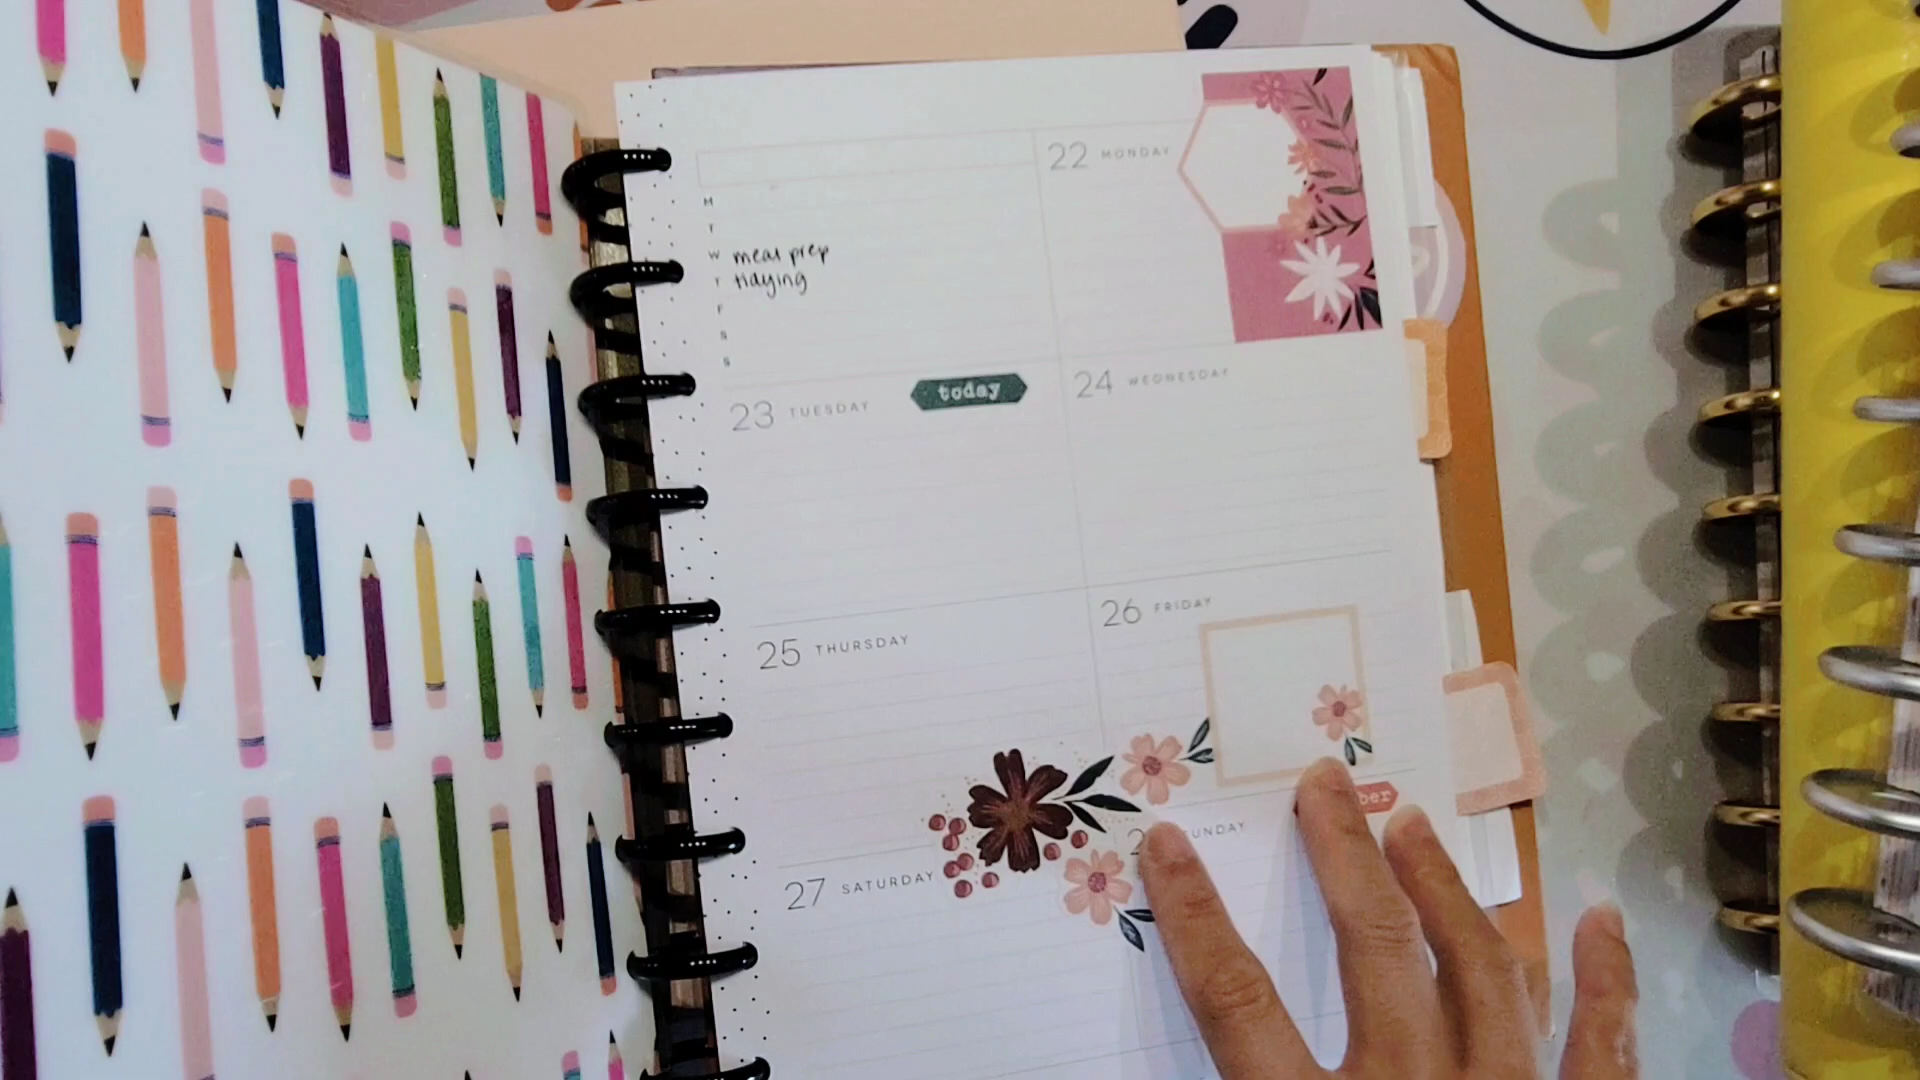 22 MONDAY
M
T
W meal prep
T tidying
F
S
S
23 TUESDAY
today
24 WEDNESDAY
25 THURSDAY
26 FRIDAY
27 SATURDAY